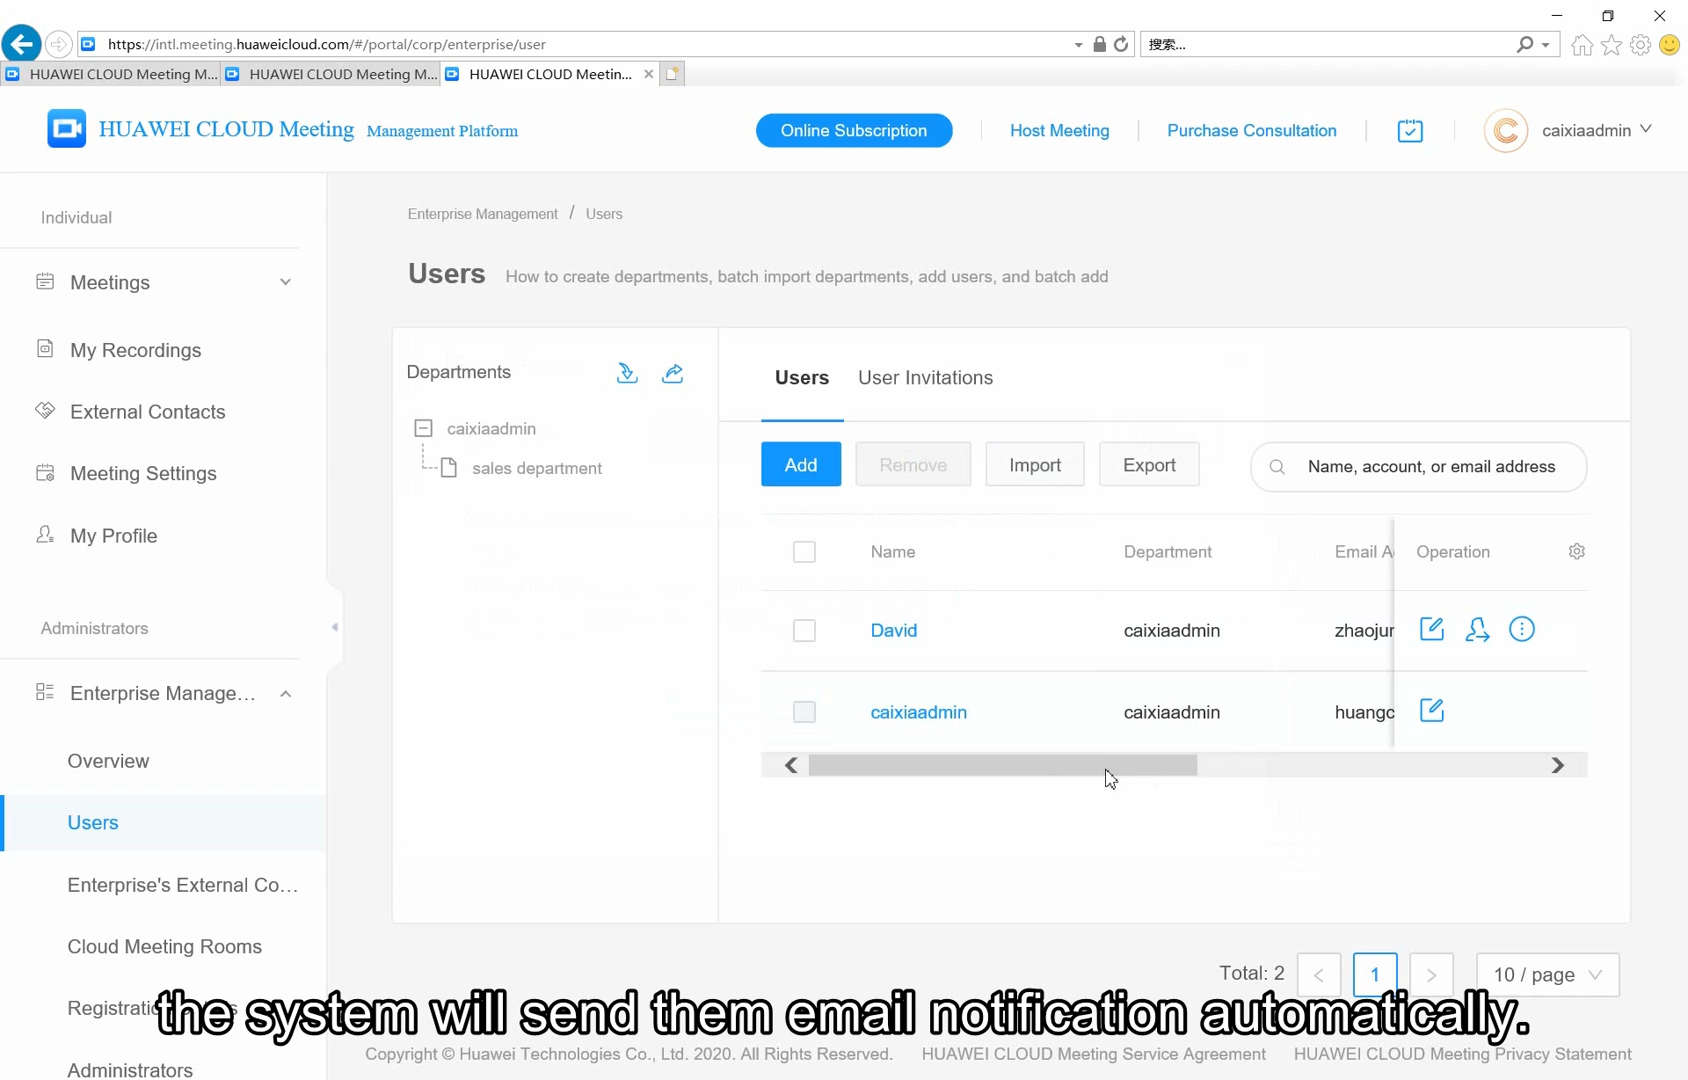 https://intl.meeting.huaweicloud.com/#/portal/corp/enterprise/user
搜索...
HUAWEI CLOUD Meeting M...
HUAWEI CLOUD Meeting M...
HUAWEI CLOUD Meetin...
HUAWEI CLOUD Meeting Management Platform
Online Subscription
Host Meeting
Purchase Consultation
caixiaadmin
Individual
Meetings
My Recordings
External Contacts
Meeting Settings
My Profile
Administrators
Enterprise Manage...
Overview
Users
Enterprise's External Co...
Cloud Meeting Rooms
Administrators
Enterprise Management / Users
Users How to create departments, batch import departments, add users, and batch add
Departments
caixiaadmin
sales department
Users User Invitations
Add Remove Import Export
Name, account, or email address
Name Department Email A Operation
David caixiaadmin zhaojun
caixiaadmin caixiaadmin huangc
Total: 2 < 1 > 10 / page
the system will send them email notification automatically.
Copyright © Huawei Technologies Co., Ltd. 2020. All Rights Reserved. HUAWEI CLOUD Meeting Service Agreement HUAWEI CLOUD Meeting Privacy Statement